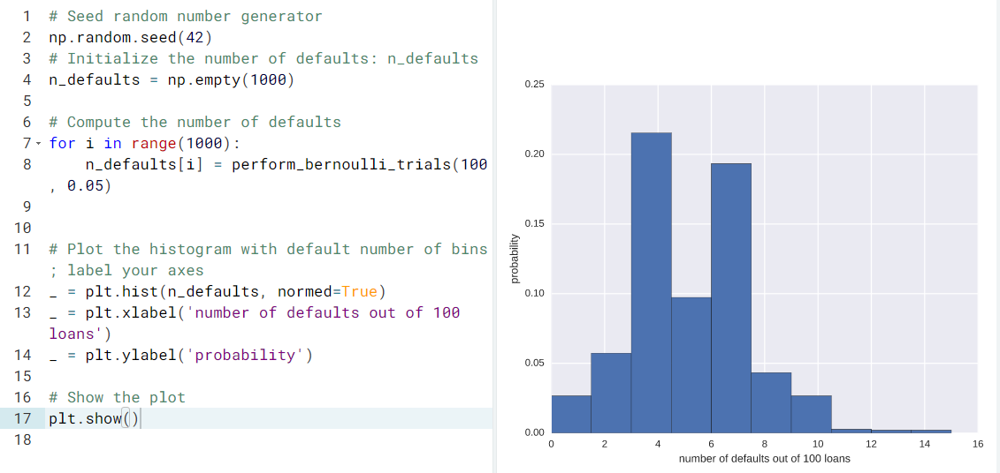 1 # Seed random number generator
2 np.random.seed(42)
3 # Initialize the number of defaults: n_defaults
4 n_defaults = np.empty(1000)
5
6 # Compute the number of defaults
7 for i in range(1000):
8     n_defaults[i] = perform_bernoulli_trials(100
, 0.05)
9
10
11 # Plot the histogram with default number of bins
; label your axes
12 _ = plt.hist(n_defaults, normed=True)
13 _ = plt.xlabel('number of defaults out of 100
loans')
14 _ = plt.ylabel('probability')
15
16 # Show the plot
17 plt.show()
18
0.25
0.20
0.15
0.10
0.05
0.00
probability
0 2 4 6 8 10 12 14 16
number of defaults out of 100 loans